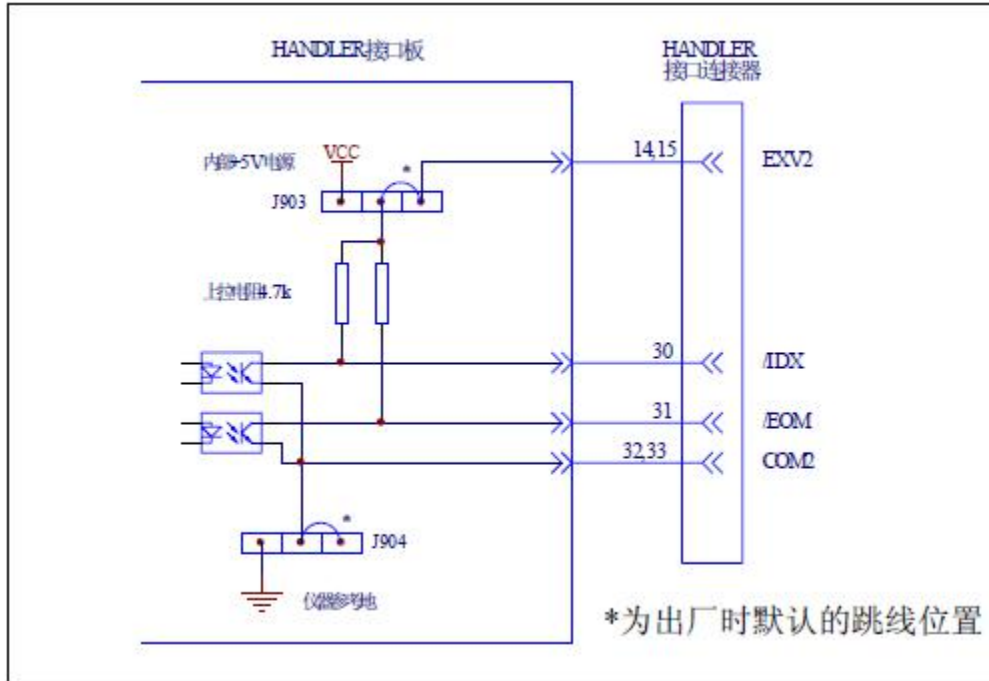 HANDLER接口板
HANDLER
接口连接器
内部+5V电源
VCC
*
J903
14,15
EXV2
上拉电阻4.7k
30
/IDX
31
/EOM
32,33
COM2
*
J904
仪器参考地
*为出厂时默认的跳线位置